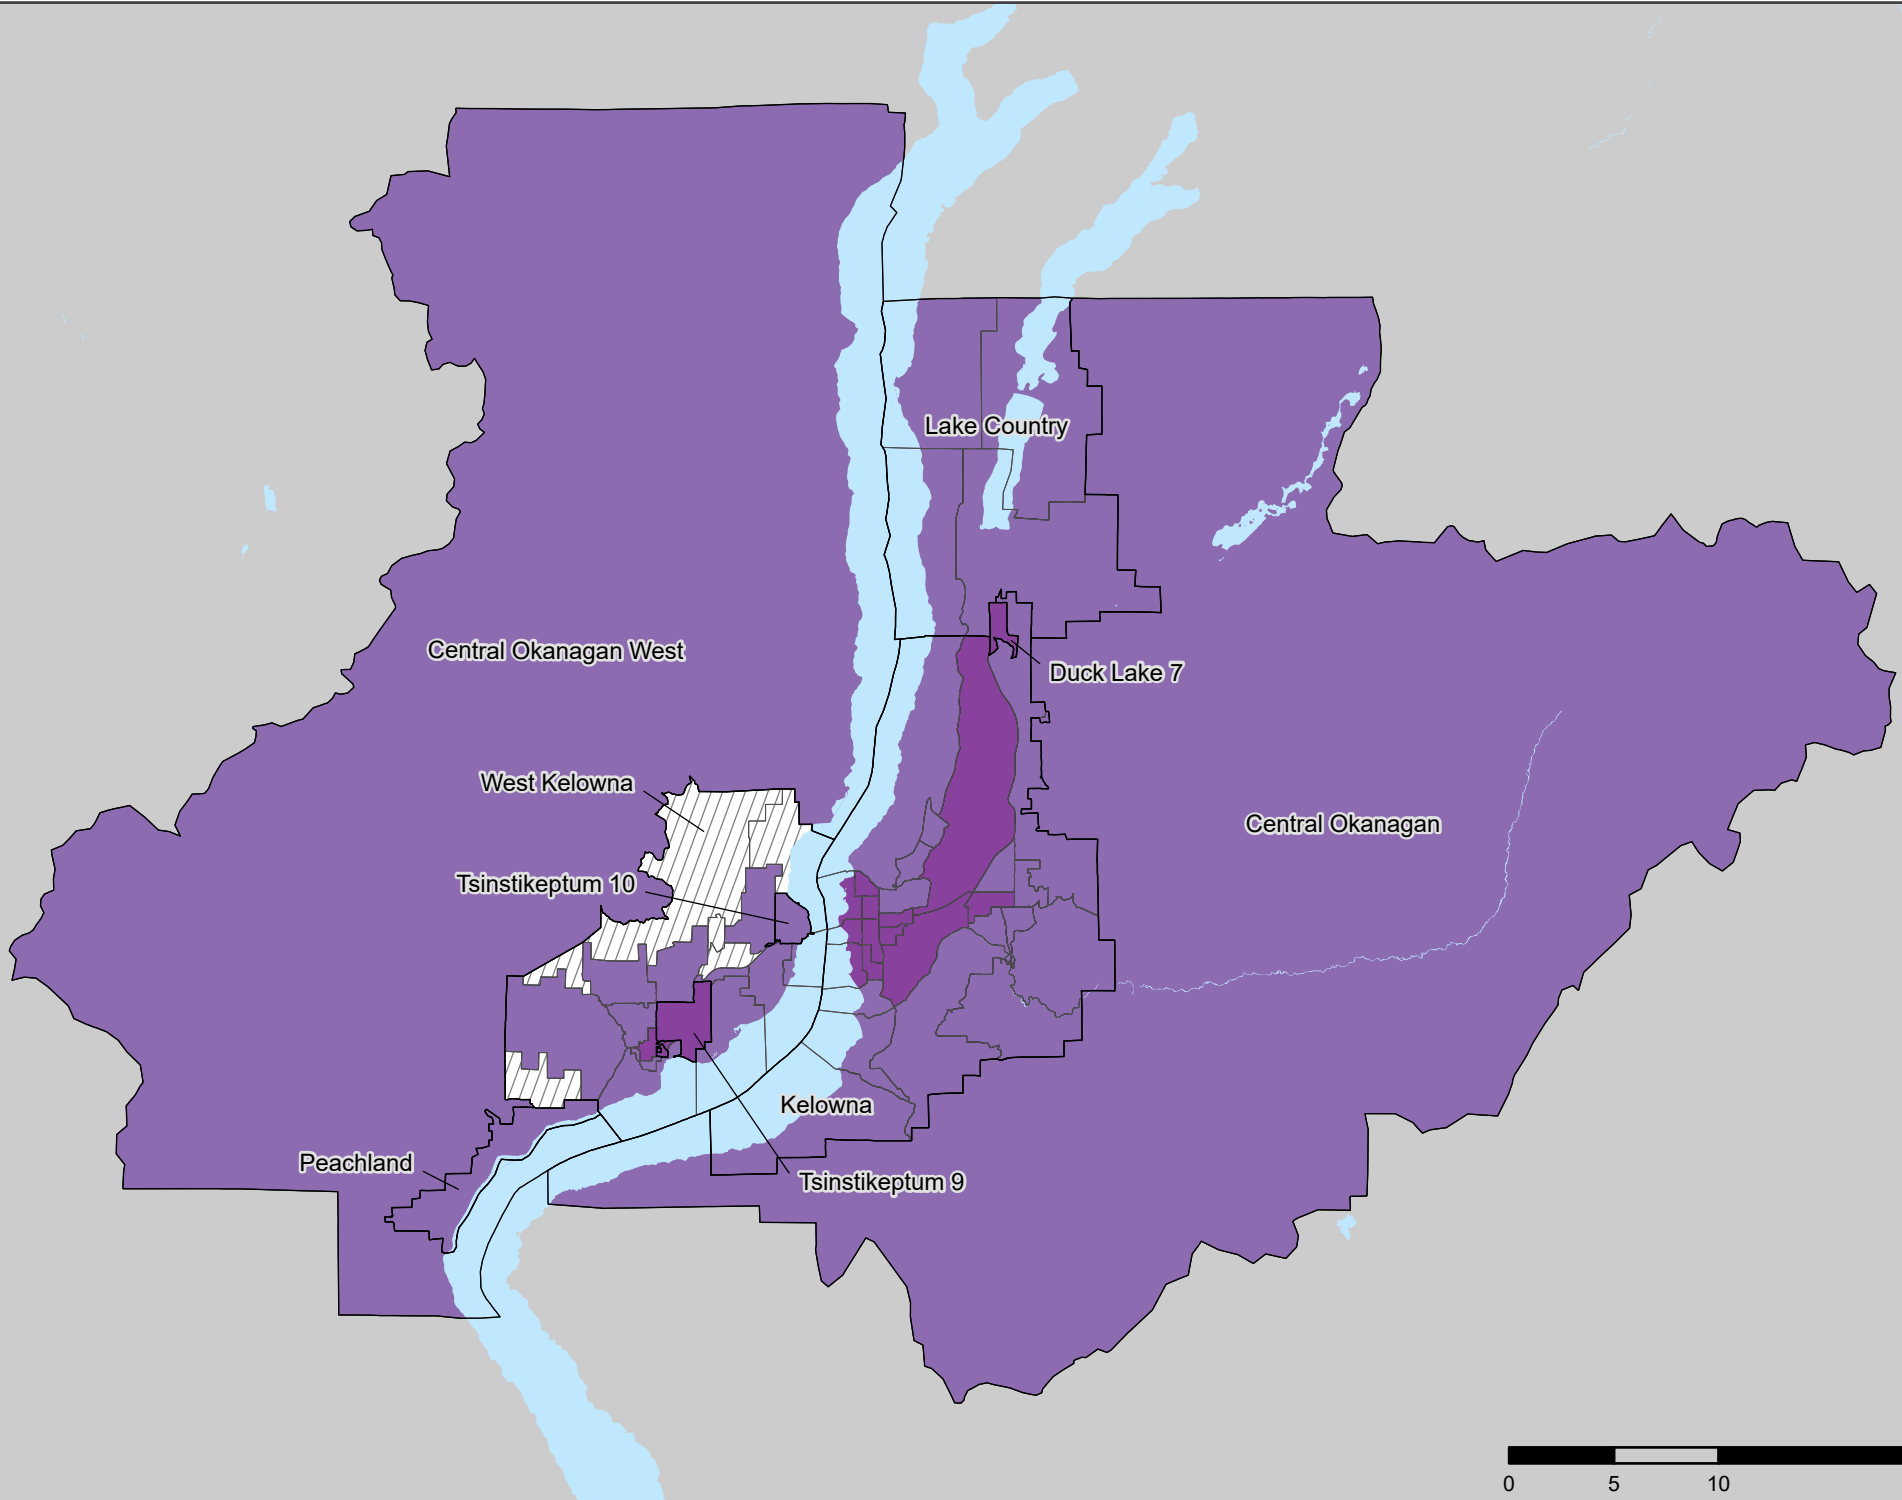 Lake Country
Central Okanagan West
Duck Lake 7
West Kelowna
Central Okanagan
Tsinstikeptum 10
Kelowna
Peachland
Tsinstikeptum 9
0 5 10